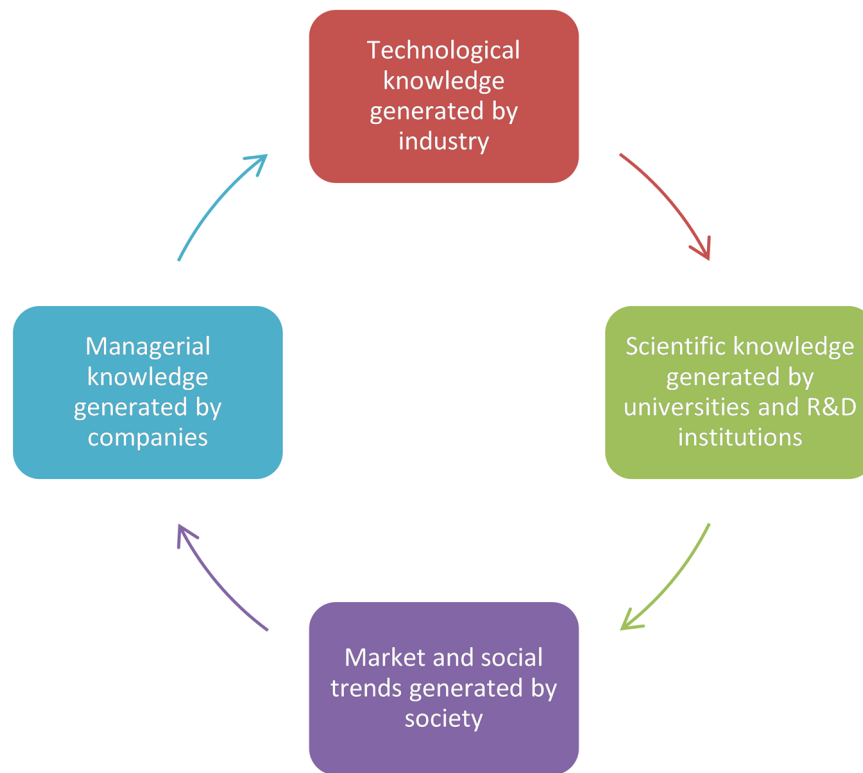 Technological
knowledge
generated by
industry
Scientific knowledge
generated by
universities and R&D
institutions
Market and social
trends generated by
society
Managerial
knowledge
generated by
companies